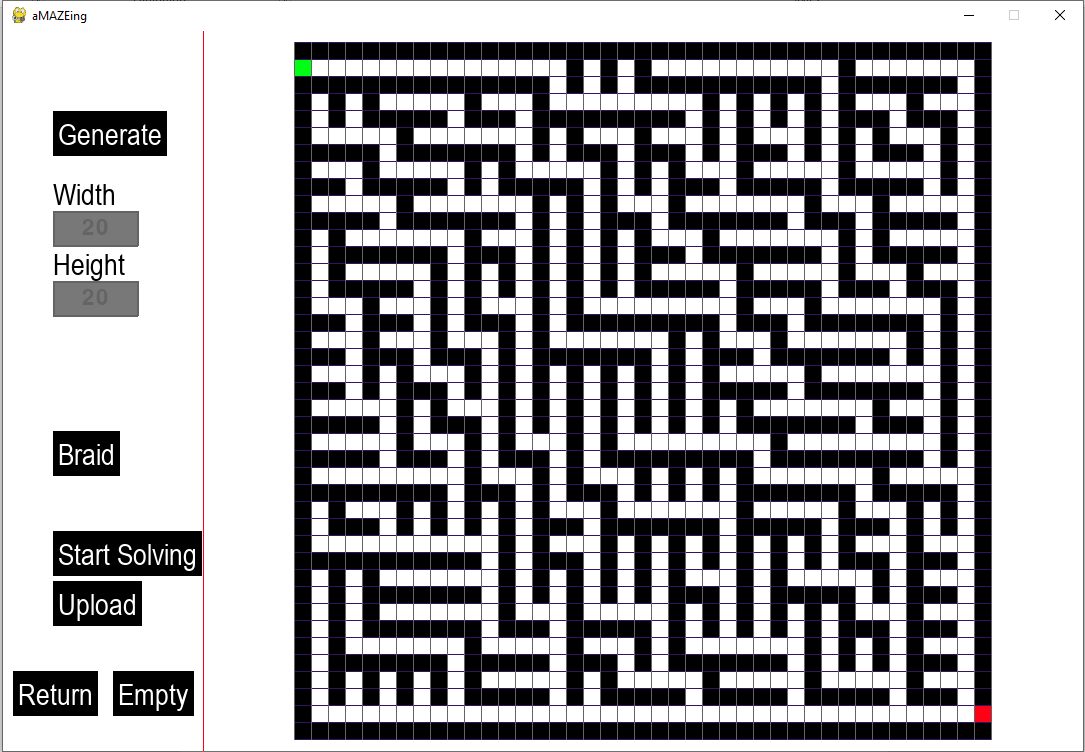 aMAZEing
Generate
Width
20
Height
20
Braid
Start Solving
Upload
Return Empty